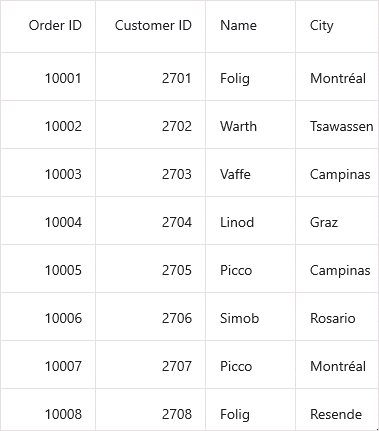 Order ID Customer ID Name City
10001 2701 Folig Montréal
10002 2702 Warth Tsawassen
10003 2703 Vaffe Campinas
10004 2704 Linod Graz
10005 2705 Picco Campinas
10006 2706 Simob Rosario
10007 2707 Picco Montréal
10008 2708 Folig Resende